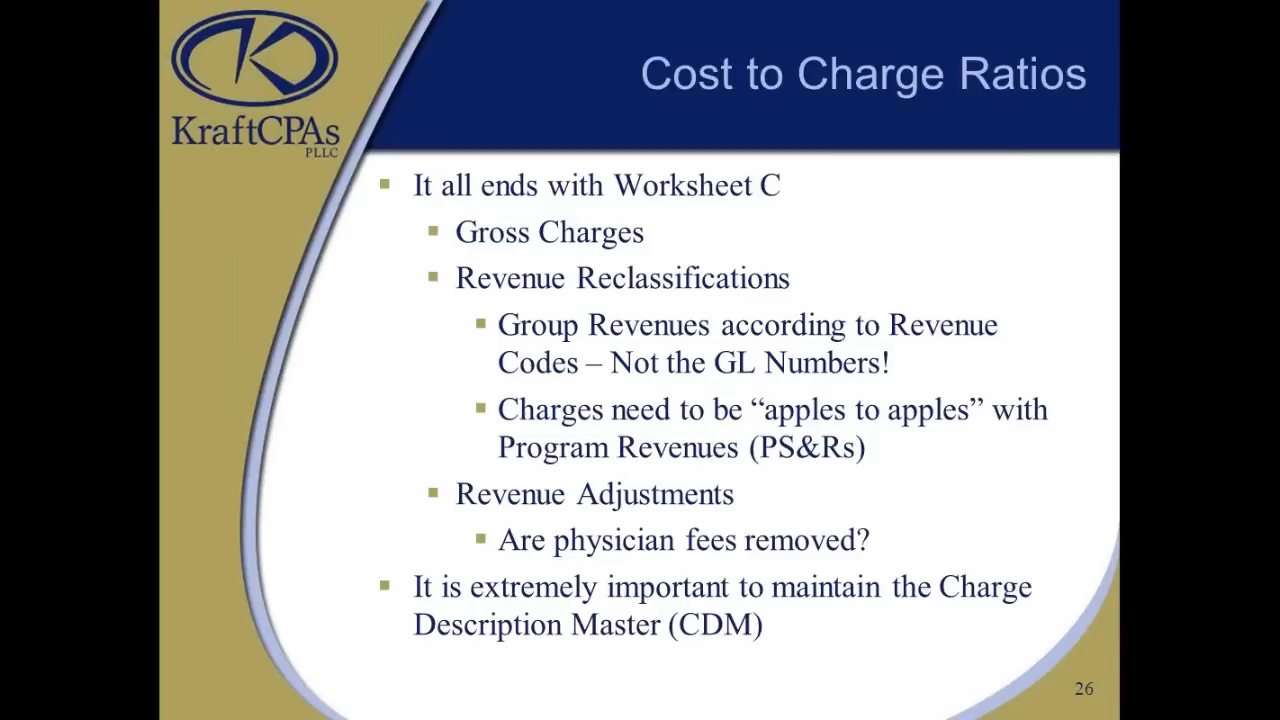 KraftCPAs
PLLC
Cost to Charge Ratios
It all ends with Worksheet C
Gross Charges
Revenue Reclassifications
Group Revenues according to Revenue
Codes – Not the GL Numbers!
Charges need to be “apples to apples” with
Program Revenues (PS&Rs)
Revenue Adjustments
Are physician fees removed?
It is extremely important to maintain the Charge
Description Master (CDM)
26